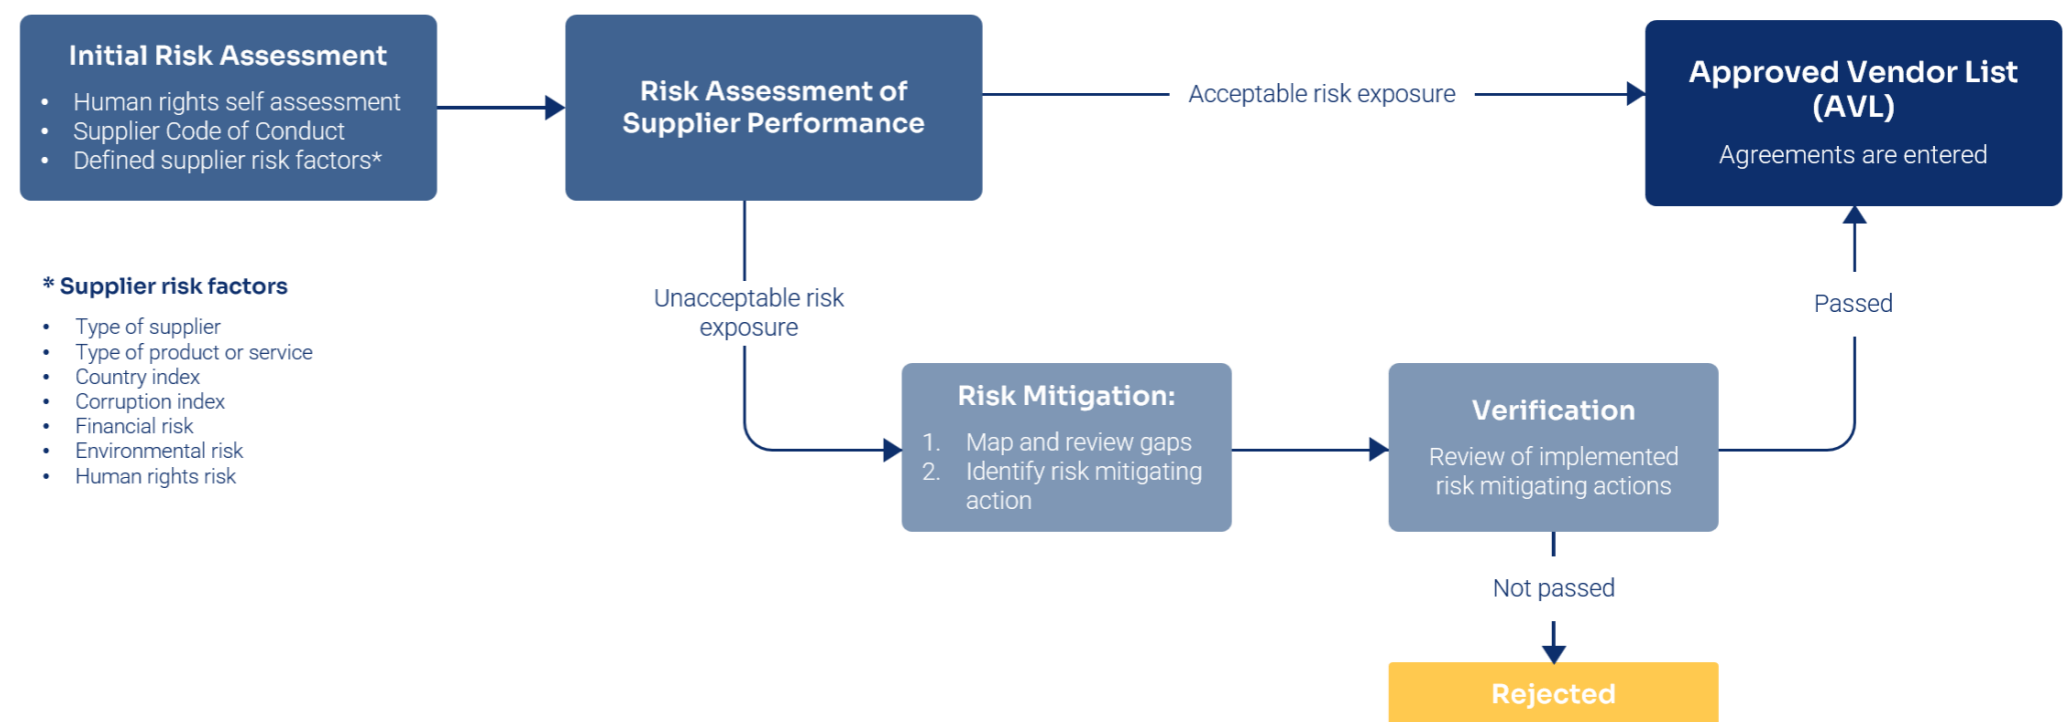 Initial Risk Assessment
• Human rights self assessment
• Supplier Code of Conduct
• Defined supplier risk factors*
Risk Assessment of
Supplier Performance
Acceptable risk exposure
Approved Vendor List
(AVL)
Agreements are entered
* Supplier risk factors
• Type of supplier
• Type of product or service
• Country index
• Corruption index
• Financial risk
• Environmental risk
• Human rights risk
Unacceptable risk
exposure
Risk Mitigation:
1. Map and review gaps
2. Identify risk mitigating
action
Verification
Review of implemented
risk mitigating actions
Passed
Not passed
Rejected